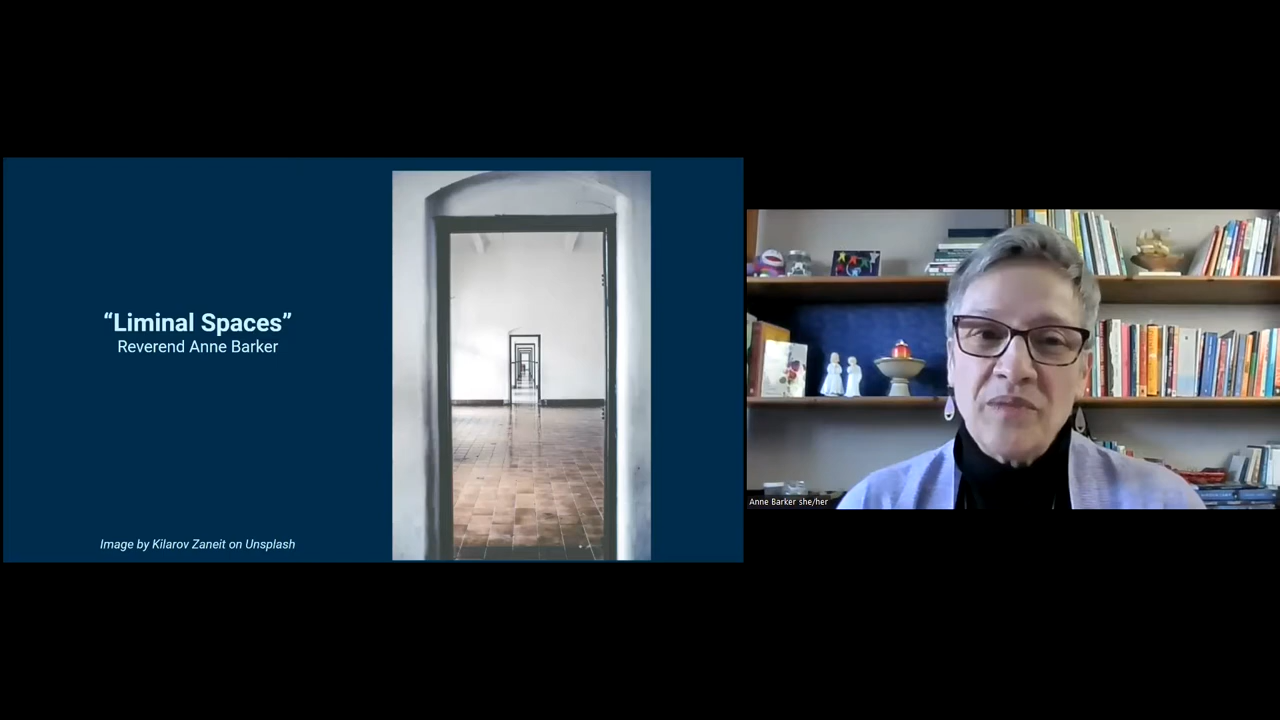 “Liminal Spaces”
Reverend Anne Barker
Image by Kilarov Zaneit on Unsplash
Anne Barker she/her